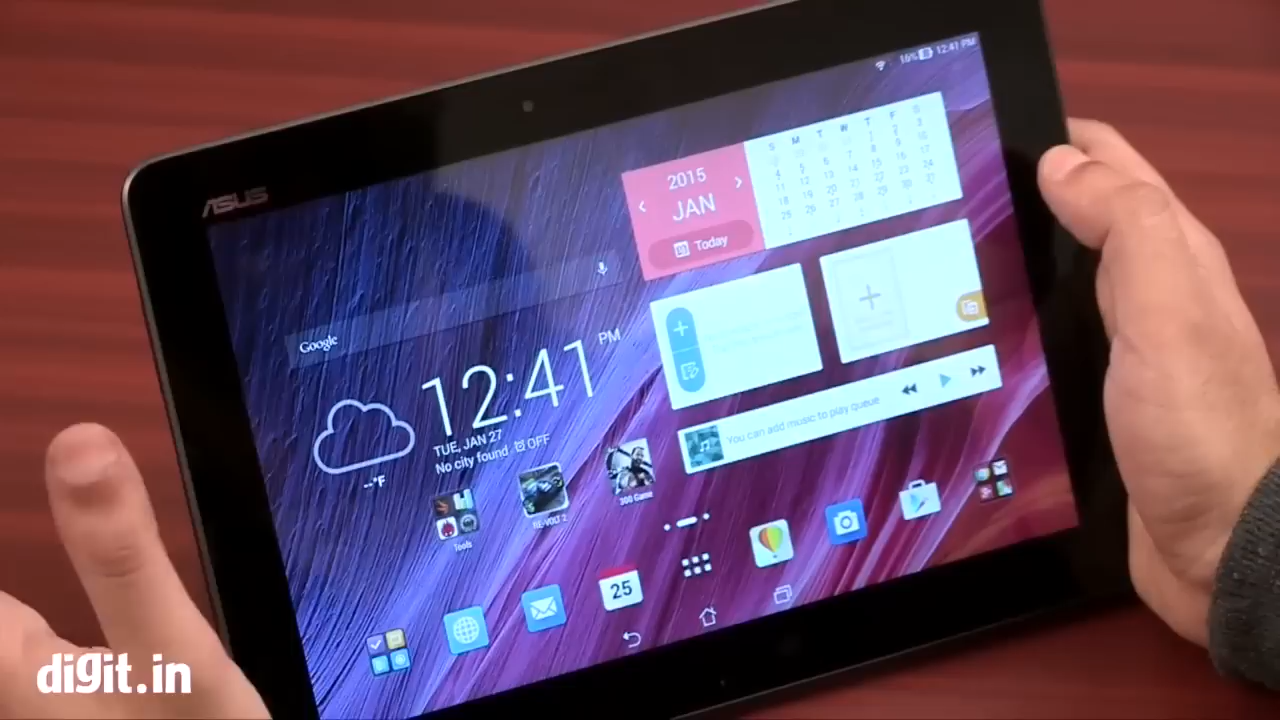 ASUS
16% 12:41 PM
2015
JAN
Today
S M T W T F S
Google
12:41 PM
TUE, JAN 27
OFF
No city found
--°F
You can add music to play queue
Tools
RE-VOLT 2
300 Game
25
digit.in